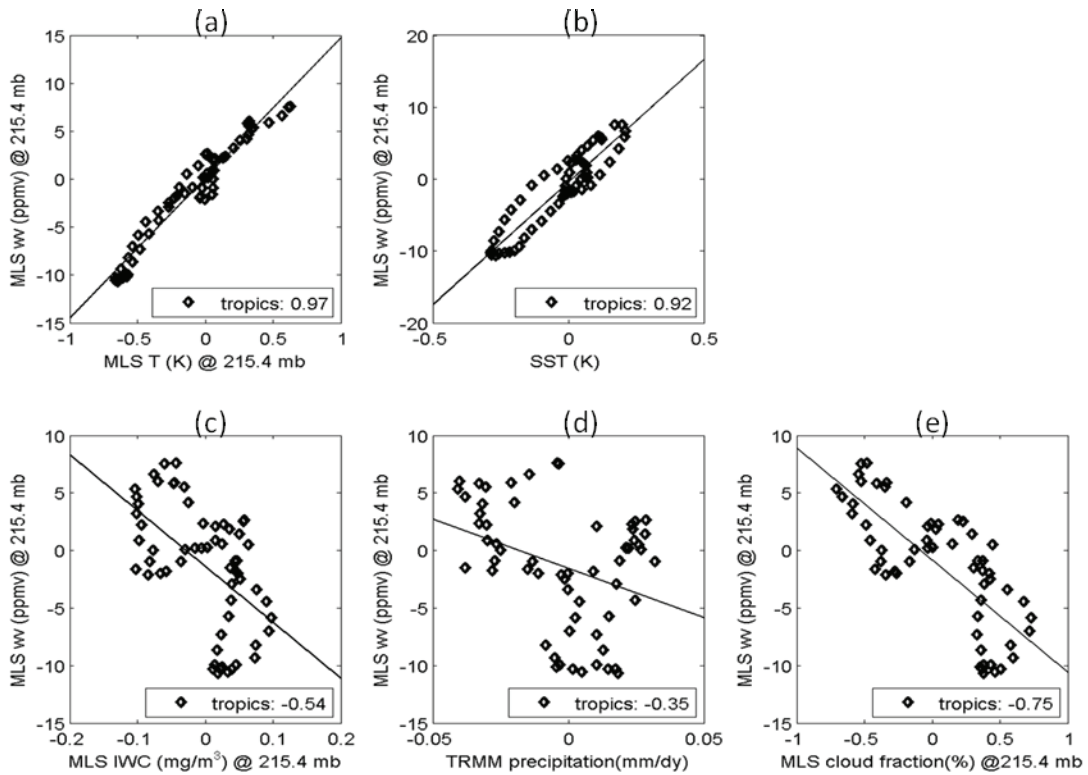 (a)
15
10
5
0
-5
-10
-15
-1 -0.5 0 0.5 1
MLS wv (ppmv) @ 215.4 mb
MLS T (K) @ 215.4 mb
tropics: 0.97
(b)
20
10
0
-10
-20
-0.5 0 0.5
MLS wv (ppmv) @ 215.4 mb
SST (K)
tropics: 0.92
(c)
10
5
0
-5
-10
-15
-0.2 -0.1 0 0.1 0.2
MLS wv (ppmv) @ 215.4 mb
MLS IWC (mg/m³) @ 215.4 mb
tropics: -0.54
(d)
10
5
0
-5
-10
-15
-0.05 0 0.05
MLS wv (ppmv) @ 215.4 mb
TRMM precipitation(mm/dy)
tropics: -0.35
(e)
10
5
0
-5
-10
-15
-1 -0.5 0 0.5 1
MLS wv (ppmv) @ 215.4 mb
MLS cloud fraction(%) @215.4 mb
tropics: -0.75